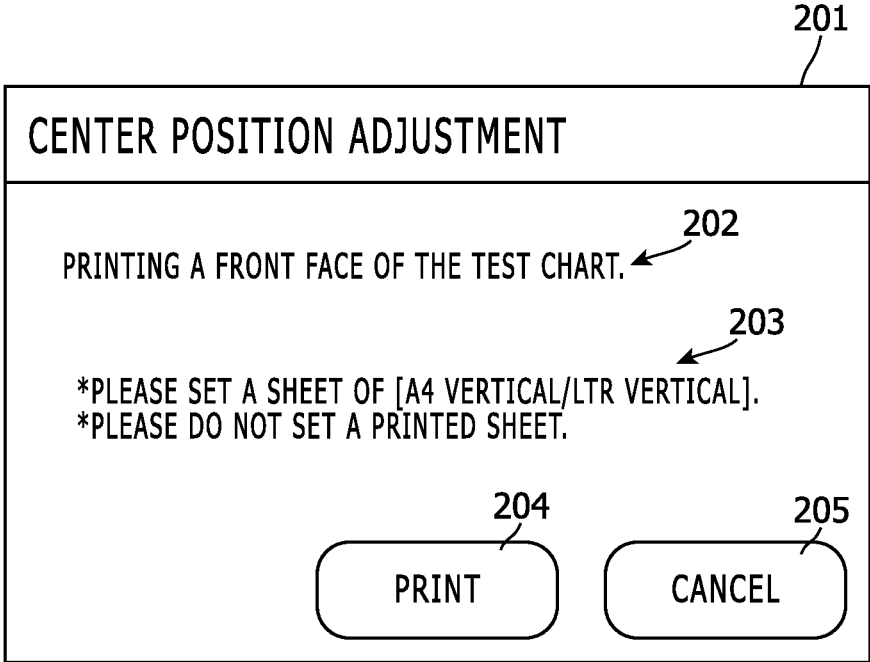 201
CENTER POSITION ADJUSTMENT
202
PRINTING A FRONT FACE OF THE TEST CHART.
203
*PLEASE SET A SHEET OF [A4 VERTICAL/LTR VERTICAL].
*PLEASE DO NOT SET A PRINTED SHEET.
204 205
PRINT CANCEL